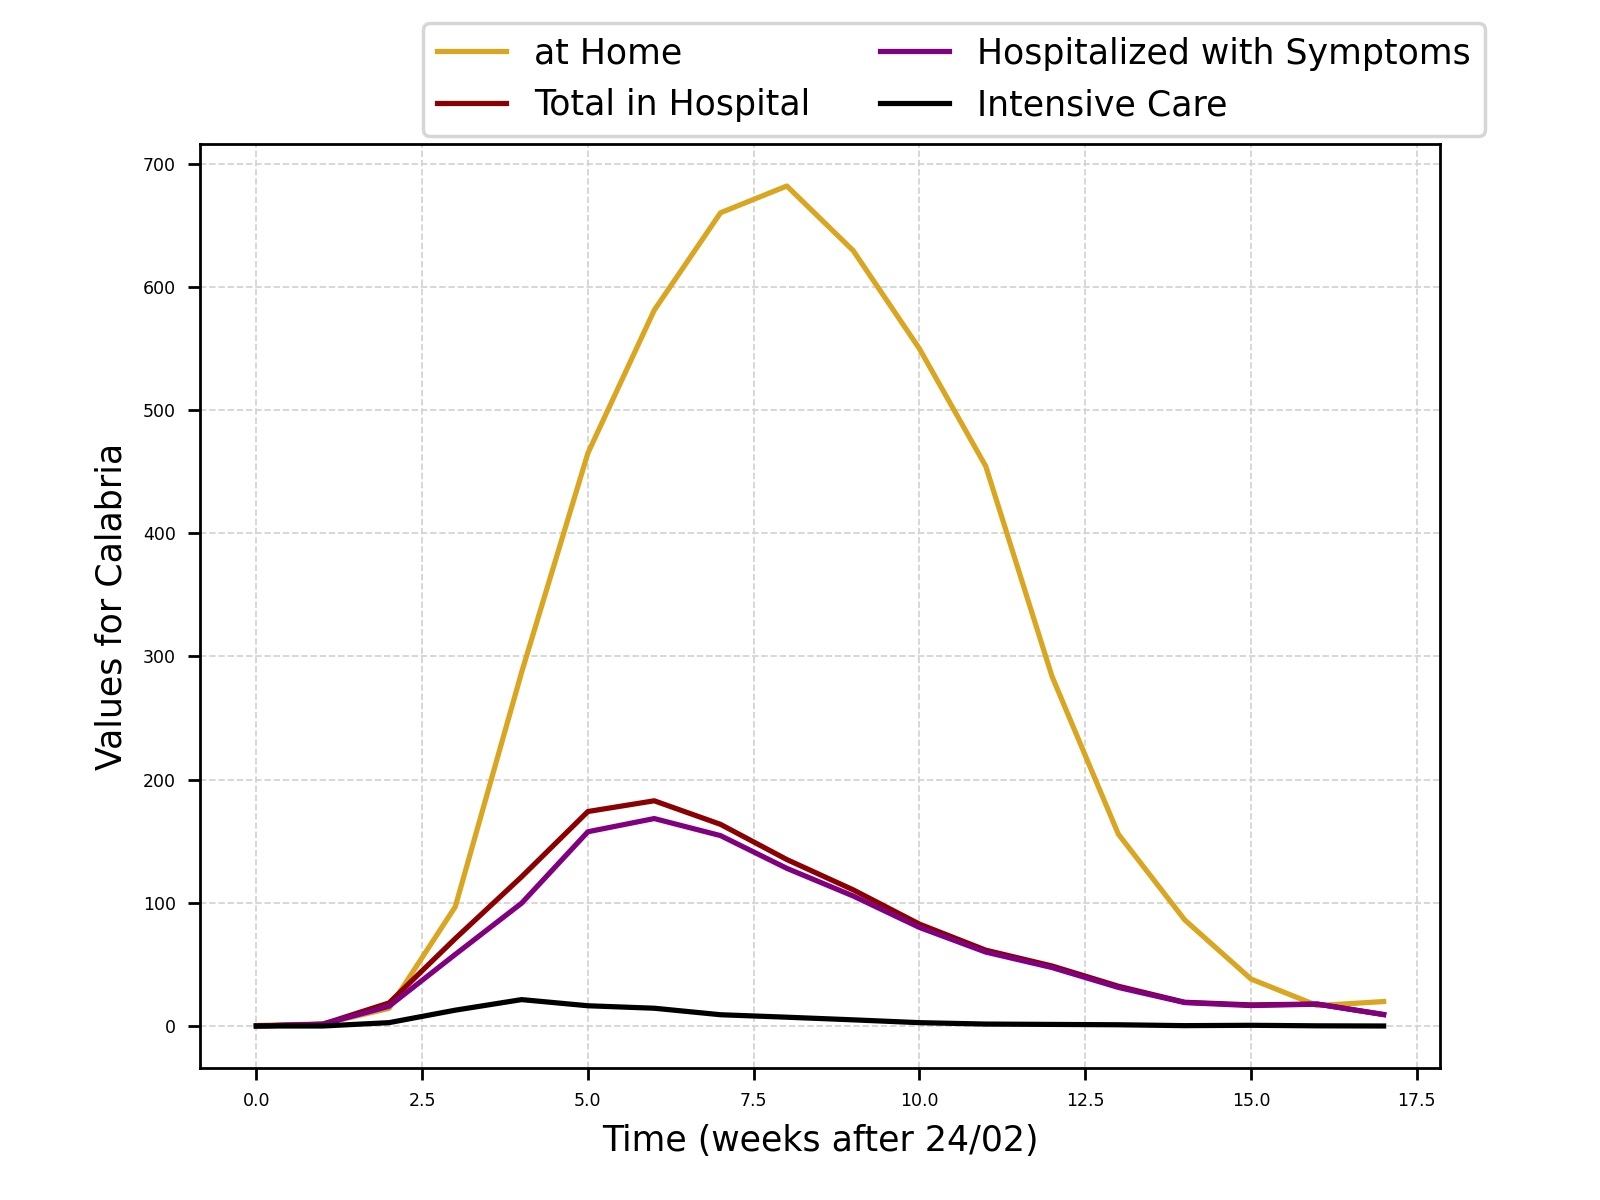 at Home
Total in Hospital
Hospitalized with Symptoms
Intensive Care
Values for Calabria
700
600
500
400
300
200
100
0
0.0 2.5 5.0 7.5 10.0 12.5 15.0 17.5
Time (weeks after 24/02)